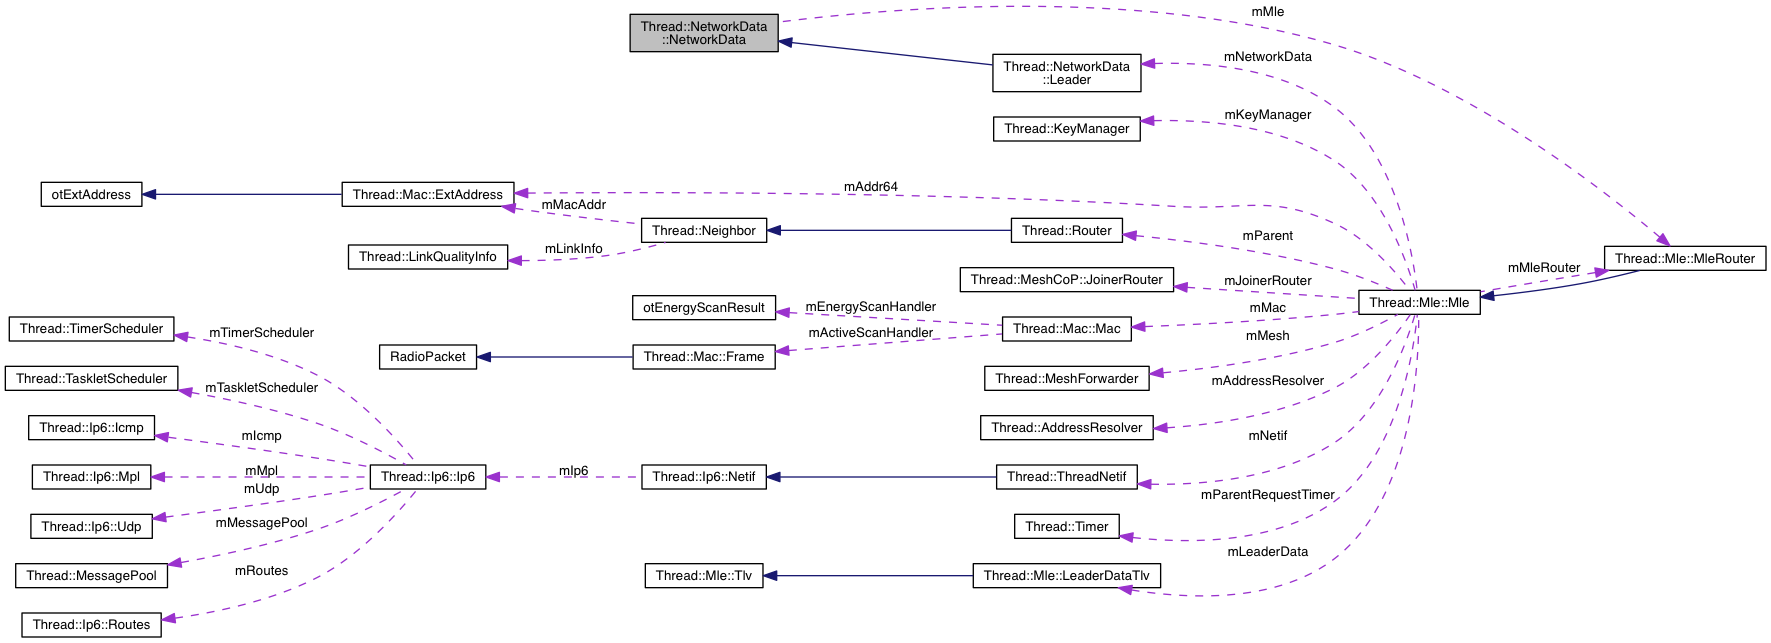 mMle
Thread::NetworkData
::NetworkData
mNetworkData
Thread::NetworkData
::Leader
mKeyManager
Thread::KeyManager
mAddr64
otExtAddress
Thread::Mac::ExtAddress
mMacAddr
Thread::Neighbor
Thread::Router
mParent
mLinkInfo
Thread::LinkQualityInfo
Thread::Mle::MleRouter
mMleRouter
Thread::MeshCoP::JoinerRouter
mJoinerRouter
Thread::Mle::Mle
otEnergyScanResult
mEnergyScanHandler
mMac
Thread::TimerScheduler
mTimerScheduler
mActiveScanHandler
Thread::Mac::Mac
mMesh
RadioPacket
Thread::Mac::Frame
Thread::TaskletScheduler
mTaskletScheduler
Thread::MeshForwarder
mAddressResolver
Thread::Ip6::Icmp
mIcmp
Thread::AddressResolver
mNetif
Thread::Ip6::Mpl
mMpl
Thread::Ip6::Ip6
mIp6
Thread::Ip6::Netif
Thread::ThreadNetif
mUdp
mParentRequestTimer
Thread::Ip6::Udp
mMessagePool
Thread::Timer
mLeaderData
Thread::MessagePool
mRoutes
Thread::Mle::Tlv
Thread::Mle::LeaderDataTlv
Thread::Ip6::Routes